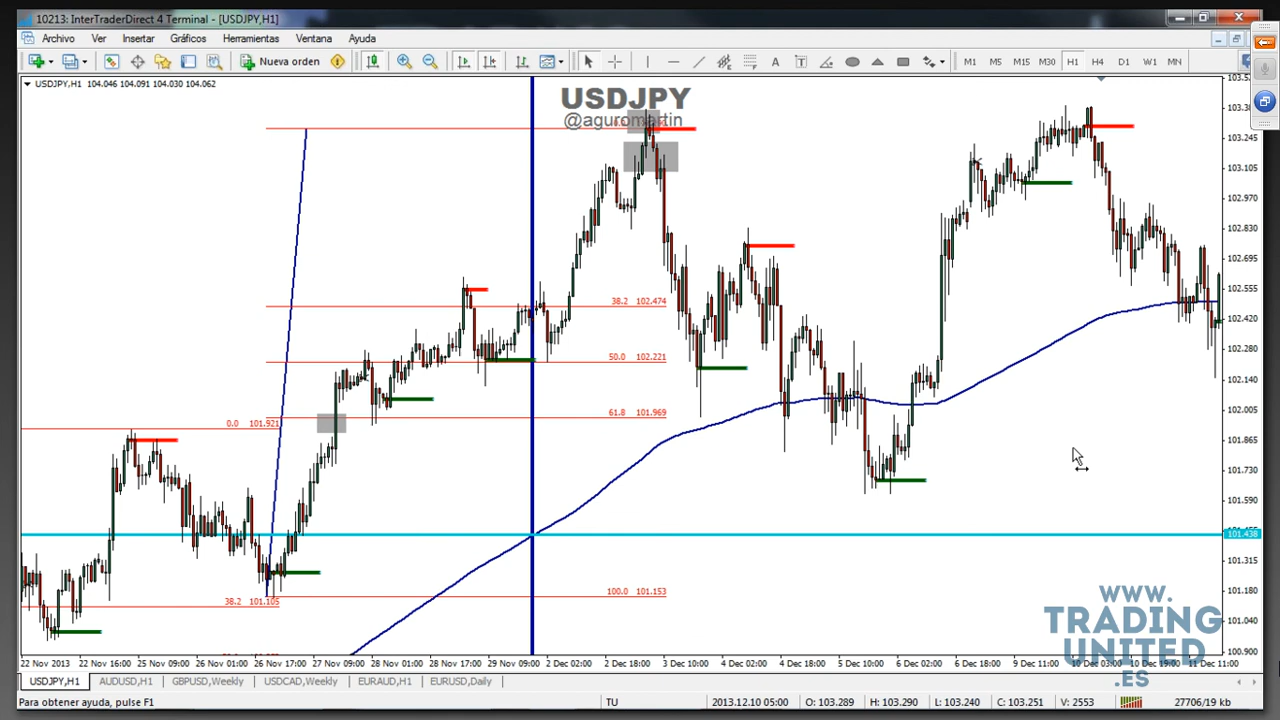 10213: InterTraderDirect 4 Terminal - [USDJPY,H1]
Archivo Ver Insertar Gráficos Herramientas Ventana Ayuda
Nueva orden A T M1 M5 M15 M30 H1 H4 D1 W1 MN
USDJPY,H1 104.046 104.091 104.030 104.062
USDJPY
@aguromartin
103.245
103.105
102.970
102.830
102.695
102.555
102.420
102.280
102.140
102.005
101.865
101.730
101.590
101.438
101.315
101.180
101.040
100.900
38.2 102.474
50.0 102.221
61.8 101.969
0.0 101.921
100.0 101.153
38.2 101.105
WWW.
TRADING
UNITED
.ES
22 Nov 2013 22 Nov 16:00 25 Nov 09:00 26 Nov 01:00 26 Nov 17:00 27 Nov 09:00 28 Nov 01:00 28 Nov 17:00 29 Nov 09:00 2 Dec 02:00 2 Dec 18:00 3 Dec 10:00 4 Dec 02:00 4 Dec 18:00 5 Dec 10:00 6 Dec 02:00 6 Dec 18:00 9 Dec 11:00 10 Dec 03:00 10 Dec 19:00 11 Dec 11:00
USDJPY,H1 AUDUSD,H1 GBPUSD,Weekly USDCAD,Weekly EURAUD,H1 EURUSD,Daily
Para obtener ayuda, pulse F1 TU 2013.12.10 05:00 O: 103.289 H: 103.290 L: 103.240 C: 103.251 V: 2553 27706/19 kb